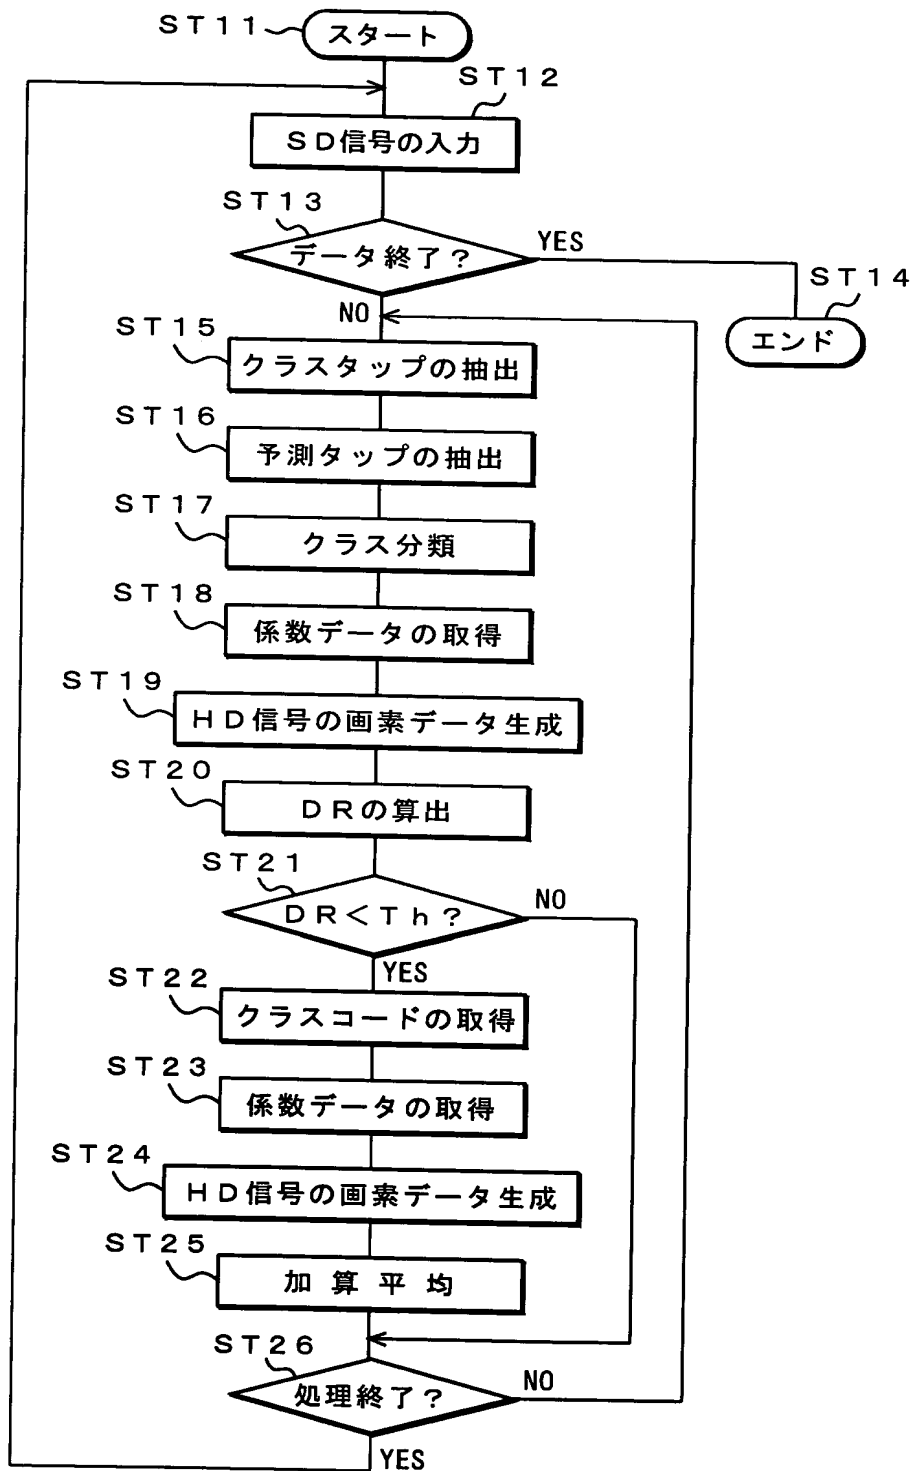 ST11
スタート
ST12
SD信号の入力
ST13
データ終了?
YES
ST14
エンド
NO
ST15
クラスタップの抽出
ST16
予測タップの抽出
ST17
クラス分類
ST18
係数データの取得
ST19
HD信号の画素データ生成
ST20
DRの算出
ST21
DR<Th?
NO
YES
ST22
クラスコードの取得
ST23
係数データの取得
ST24
HD信号の画素データ生成
ST25
加算平均
ST26
処理終了?
NO
YES